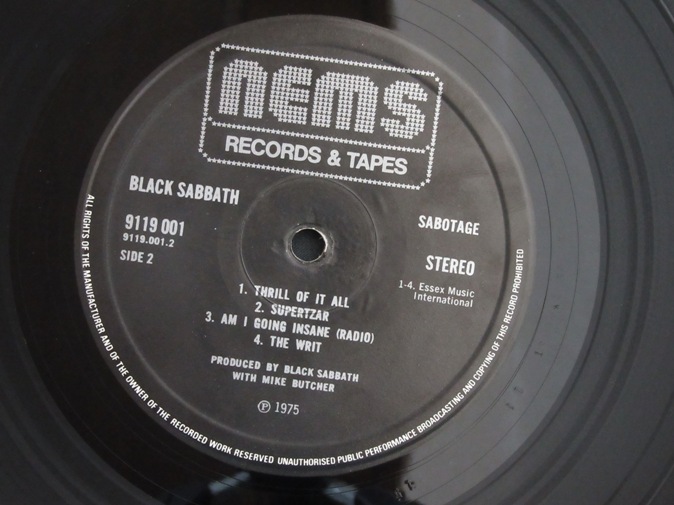 NEMS
RECORDS & TAPES
BLACK SABBATH
9119 001
9119.001.2
SIDE 2
SABOTAGE
STEREO
1-4. Essex Music
International
1. THRILL OF IT ALL
2. SUPERTZAR
3. AM I GOING INSANE (RADIO)
4. THE WRIT
PRODUCED BY BLACK SABBATH
WITH MIKE BUTCHER
℗ 1975
ALL RIGHTS OF THE MANUFACTURER AND OF THE OWNER OF THE RECORDED WORK RESERVED UNAUTHORISED PUBLIC PERFORMANCE BROADCASTING AND COPYING OF THIS RECORD PROHIBITED